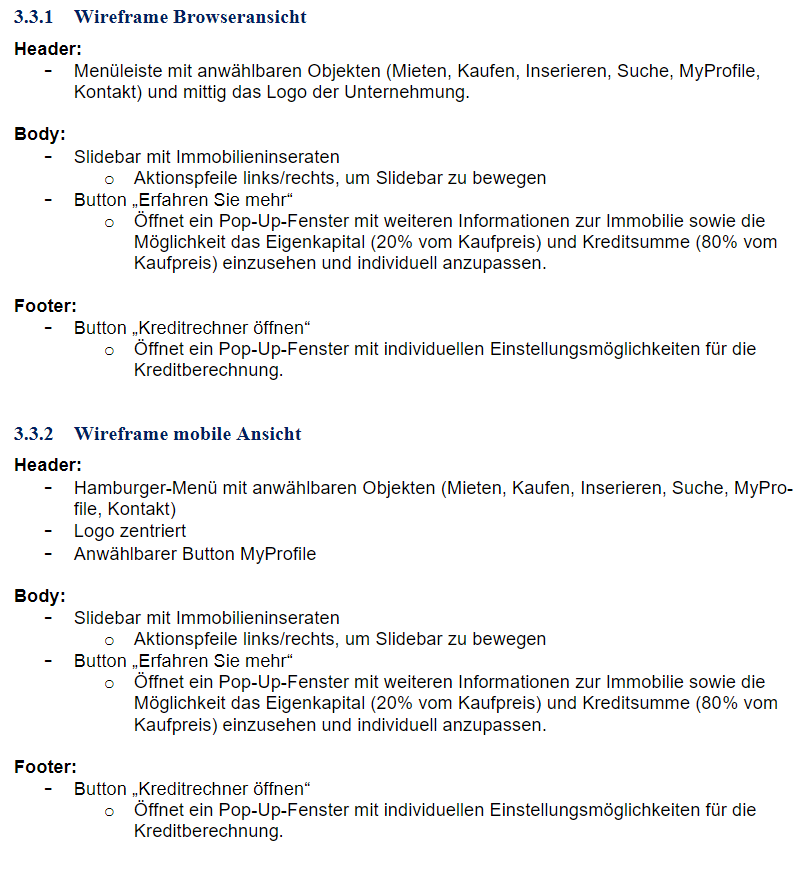 3.3.1 Wireframe Browseransicht
Header:
- Menüleiste mit anwählbaren Objekten (Mieten, Kaufen, Inserieren, Suche, MyProfile,
Kontakt) und mittig das Logo der Unternehmung.
Body:
- Slidebar mit Immobilieninseraten
o Aktionspfeile links/rechts, um Slidebar zu bewegen
- Button „Erfahren Sie mehr“
o Öffnet ein Pop-Up-Fenster mit weiteren Informationen zur Immobilie sowie die
Möglichkeit das Eigenkapital (20% vom Kaufpreis) und Kreditsumme (80% vom
Kaufpreis) einzusehen und individuell anzupassen.
Footer:
- Button „Kreditrechner öffnen“
o Öffnet ein Pop-Up-Fenster mit individuellen Einstellungsmöglichkeiten für die
Kreditberechnung.
3.3.2 Wireframe mobile Ansicht
Header:
- Hamburger-Menü mit anwählbaren Objekten (Mieten, Kaufen, Inserieren, Suche, MyPro-
file, Kontakt)
- Logo zentriert
- Anwählbarer Button MyProfile
Body:
- Slidebar mit Immobilieninseraten
o Aktionspfeile links/rechts, um Slidebar zu bewegen
- Button „Erfahren Sie mehr“
o Öffnet ein Pop-Up-Fenster mit weiteren Informationen zur Immobilie sowie die
Möglichkeit das Eigenkapital (20% vom Kaufpreis) und Kreditsumme (80% vom
Kaufpreis) einzusehen und individuell anzupassen.
Footer:
- Button „Kreditrechner öffnen“
o Öffnet ein Pop-Up-Fenster mit individuellen Einstellungsmöglichkeiten für die
Kreditberechnung.